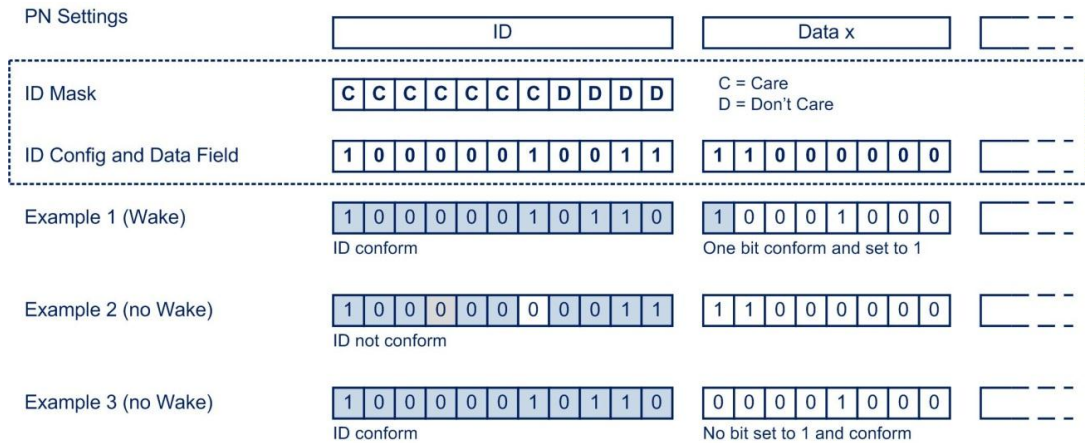 PN Settings ID Data x
ID Mask C C C C C C C D D D D C = Care
D = Don't Care
ID Config and Data Field 1 0 0 0 0 0 1 0 0 1 1 1 1 0 0 0 0 0 0
Example 1 (Wake) 1 0 0 0 0 0 1 0 1 1 0 1 0 0 0 1 0 0 0
ID conform One bit conform and set to 1
Example 2 (no Wake) 1 0 0 0 0 0 0 0 0 1 1 1 1 0 0 0 0 0 0
ID not conform
Example 3 (no Wake) 1 0 0 0 0 0 1 0 1 1 0 0 0 0 0 1 0 0 0
ID conform No bit set to 1 and conform